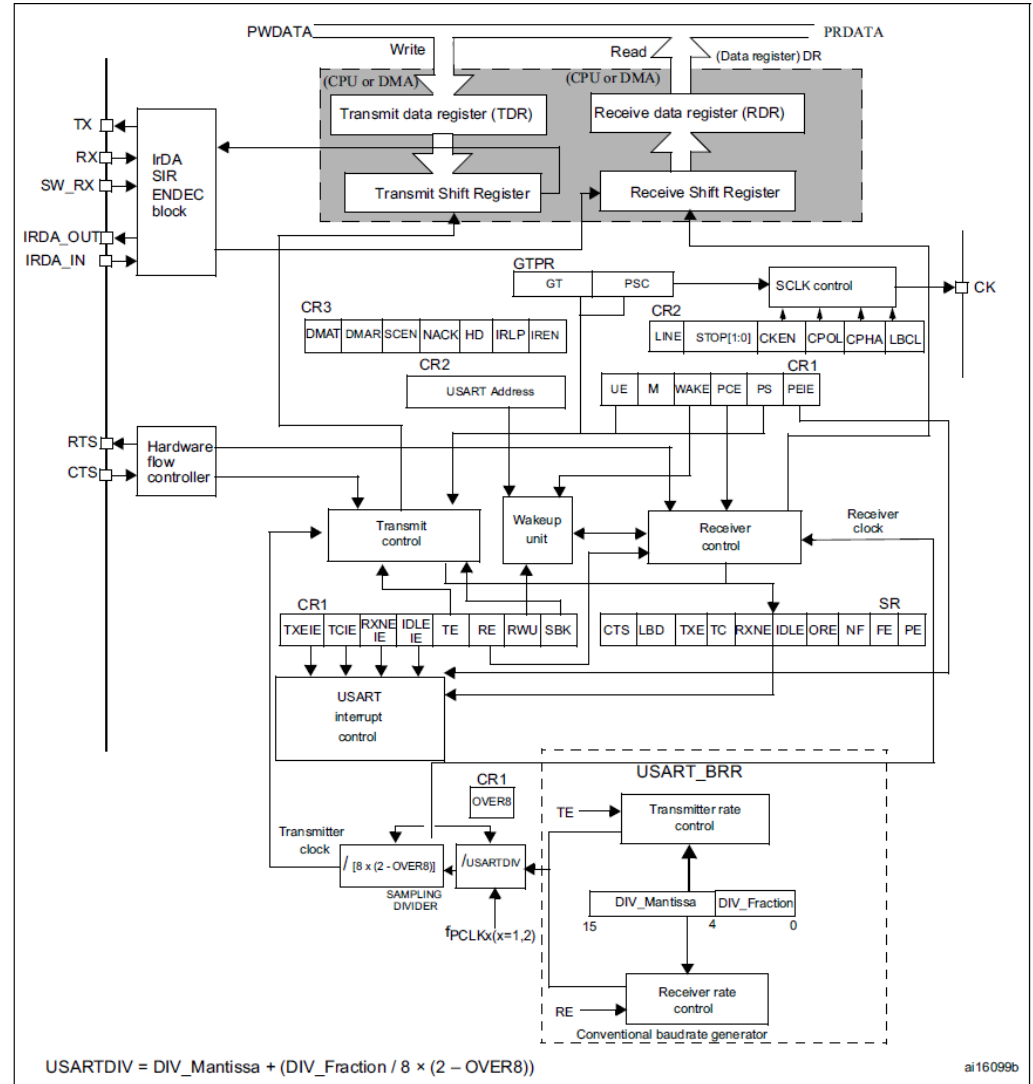 PWDATA
PRDATA
Write
Read
(Data register) DR
(CPU or DMA)
(CPU or DMA)
Transmit data register (TDR)
Receive data register (RDR)
TX
RX
SW_RX
IRDA_OUT
IRDA_IN
IrDA
SIR
ENDEC
block
Transmit Shift Register
Receive Shift Register
GTPR
GT
PSC
SCLK control
CK
CR3
DMAT DMAR SCEN NACK HD IRLP IREN
CR2
LINE STOP[1:0] CKEN CPOL CPHA LBCL
CR2
USART Address
CR1
UE M WAKE PCE PS PEIE
RTS
CTS
Hardware
flow
controller
Transmit
control
Wakeup
unit
Receiver
control
Receiver
clock
CR1
TXEIE TCIE RXNE IE IDLE IE TE RE RWU SBK
SR
CTS LBD TXE TC RXNE IDLE ORE NF FE PE
USART
interrupt
control
CR1
OVER8
USART_BRR
TE
Transmitter rate
control
Transmitter
clock
/ [8 x (2 - OVER8)]
/USARTDIV
SAMPLING
DIVIDER
fPCLKx(x=1,2)
DIV_Mantissa DIV_Fraction
15 4 0
Receiver rate
control
RE
Conventional baudrate generator
USARTDIV = DIV_Mantissa + (DIV_Fraction / 8 × (2 – OVER8))
ai16099b